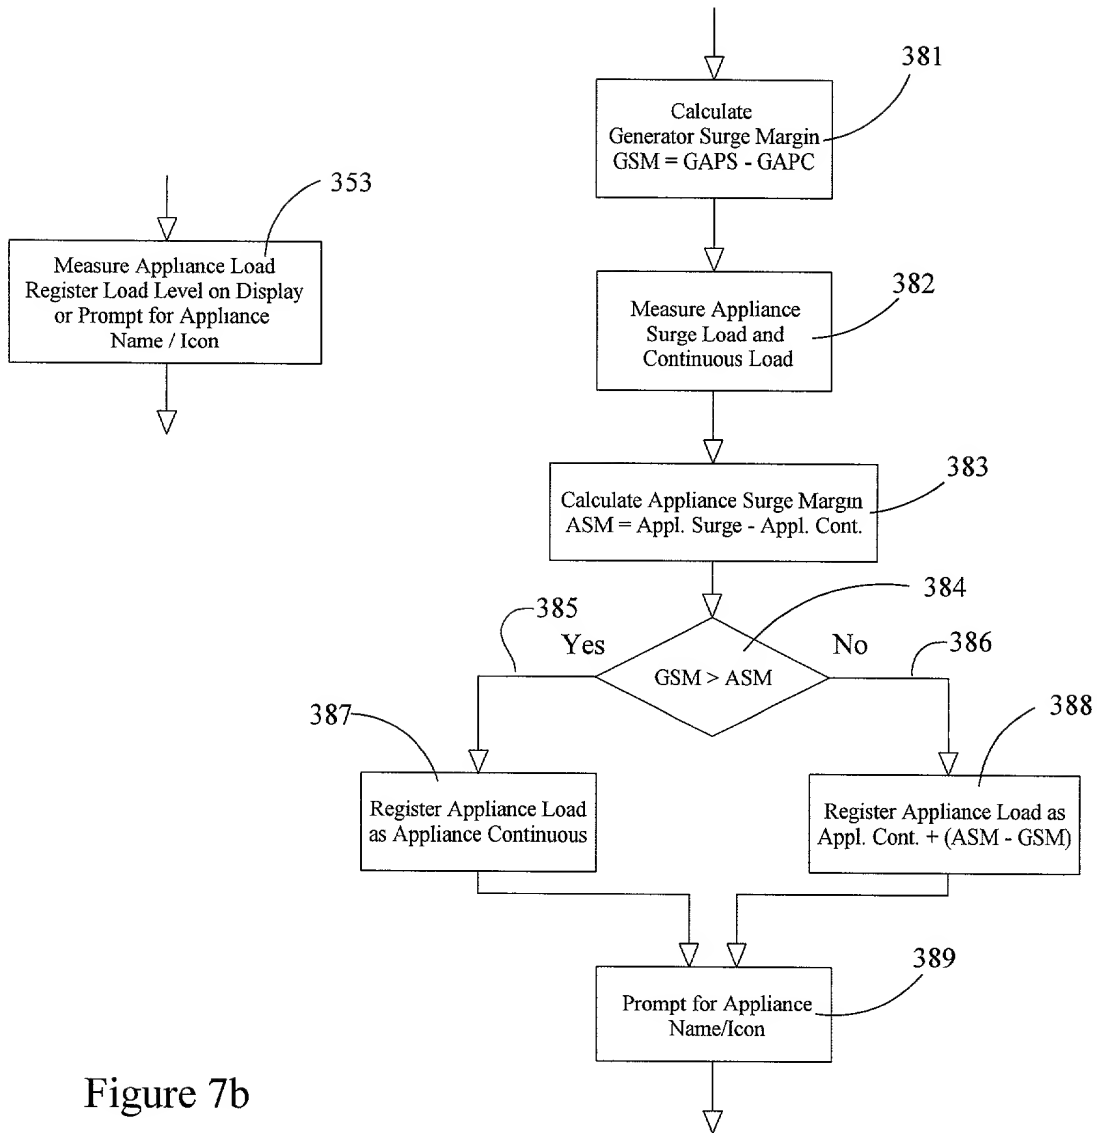 381
Calculate
Generator Surge Margin
GSM = GAPS - GAPC
353
Measure Appliance Load
Register Load Level on Display
or Prompt for Appliance
Name / Icon
382
Measure Appliance
Surge Load and
Continuous Load
383
Calculate Appliance Surge Margin
ASM = Appl. Surge - Appl. Cont.
384
385
Yes
No
386
GSM > ASM
387
388
Register Appliance Load
as Appliance Continuous
Register Appliance Load as
Appl. Cont. + (ASM - GSM)
389
Prompt for Appliance
Name/Icon
Figure 7b